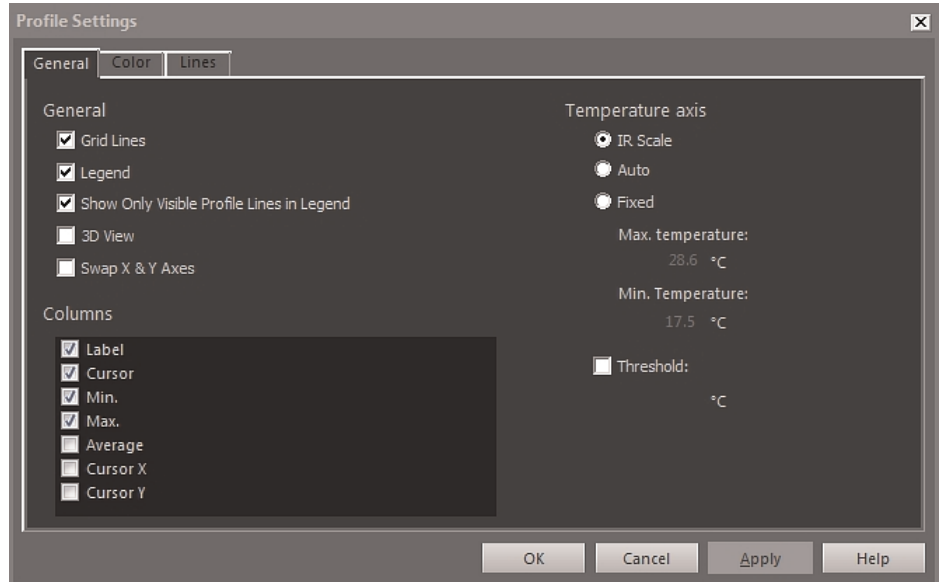 Profile Settings
General Color Lines
General
Grid Lines
Legend
Show Only Visible Profile Lines in Legend
3D View
Swap X & Y Axes
Columns
Label
Cursor
Min.
Max.
Average
Cursor X
Cursor Y
Temperature axis
IR Scale
Auto
Fixed
Max. temperature:
28.6 °C
Min. Temperature:
17.5 °C
Threshold:
°C
OK Cancel Apply Help